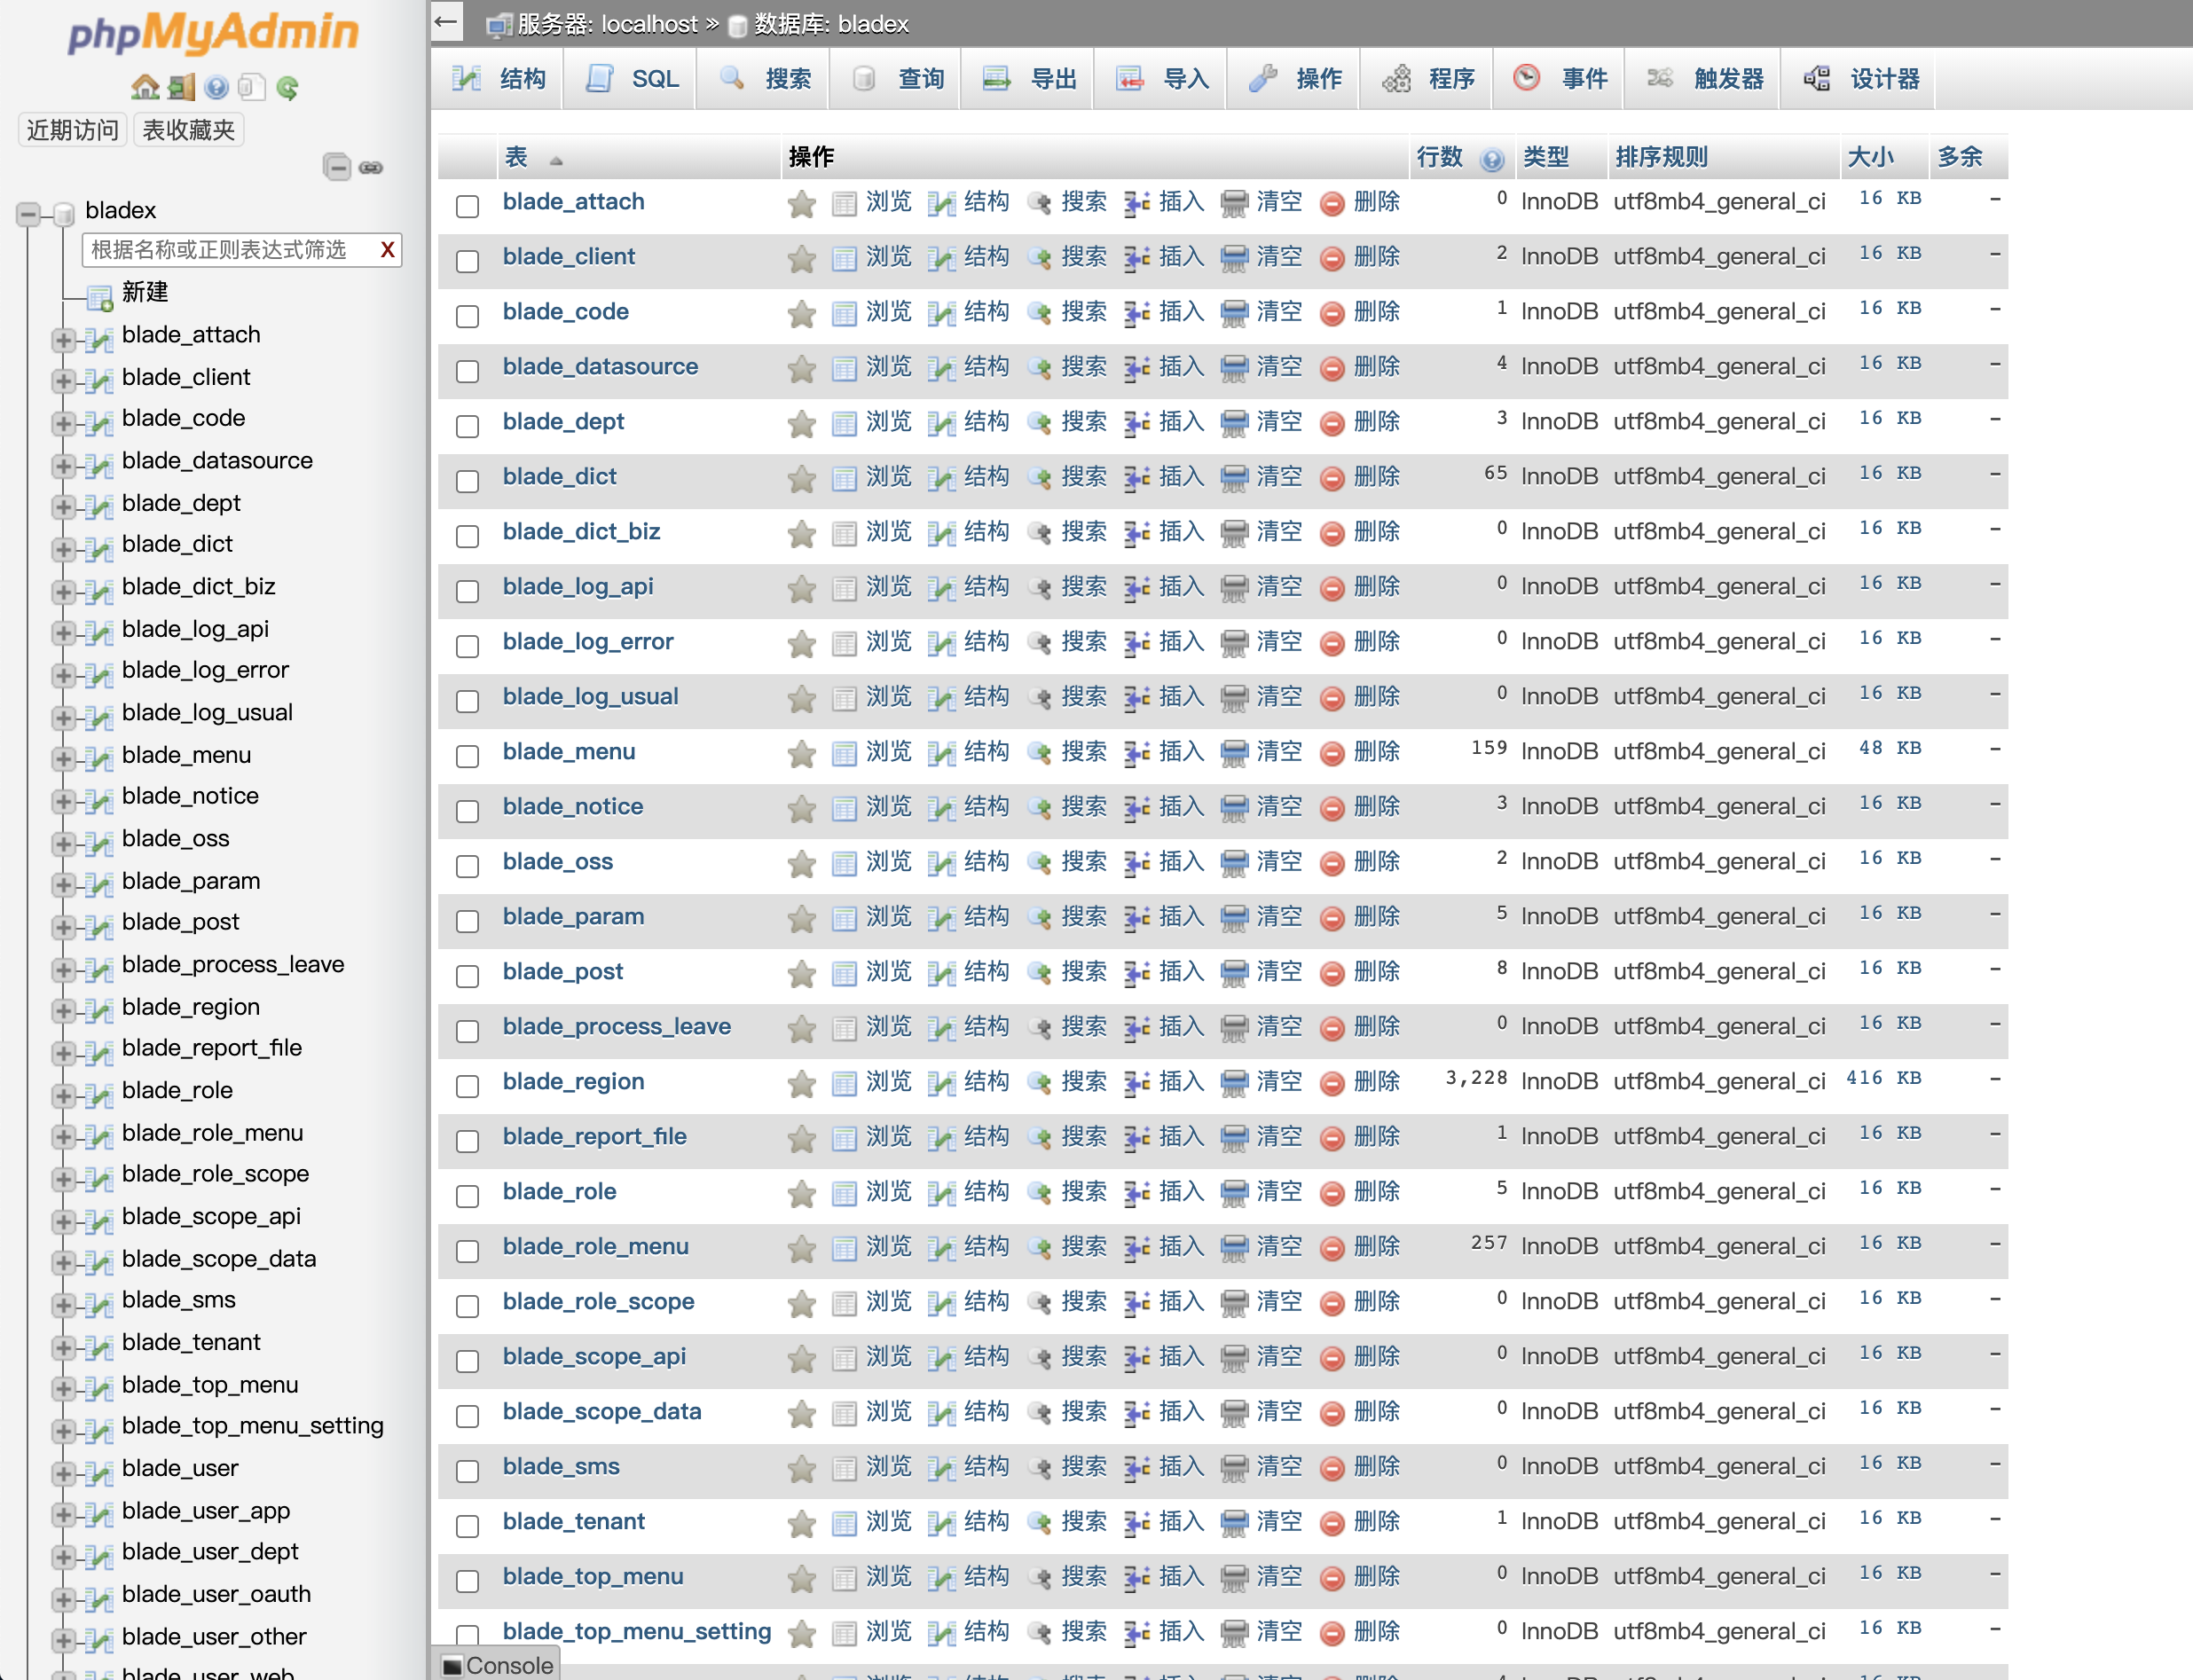 phpMyAdmin
近期访问 表收藏夹
bladex
根据名称或正则表达式筛选 X
新建
blade_attach
blade_client
blade_code
blade_datasource
blade_dept
blade_dict
blade_dict_biz
blade_log_api
blade_log_error
blade_log_usual
blade_menu
blade_notice
blade_oss
blade_param
blade_post
blade_process_leave
blade_region
blade_report_file
blade_role
blade_role_menu
blade_role_scope
blade_scope_api
blade_scope_data
blade_sms
blade_tenant
blade_top_menu
blade_top_menu_setting
blade_user
blade_user_app
blade_user_dept
blade_user_oauth
blade_user_other
blade_user_web
服务器: localhost » 数据库: bladex
结构 SQL 搜索 查询 导出 导入 操作 程序 事件 触发器 设计器
表 操作 行数 类型 排序规则 大小 多余
blade_attach 浏览 结构 搜索 插入 清空 删除 0 InnoDB utf8mb4_general_ci 16 KB -
blade_client 浏览 结构 搜索 插入 清空 删除 2 InnoDB utf8mb4_general_ci 16 KB -
blade_code 浏览 结构 搜索 插入 清空 删除 1 InnoDB utf8mb4_general_ci 16 KB -
blade_datasource 浏览 结构 搜索 插入 清空 删除 4 InnoDB utf8mb4_general_ci 16 KB -
blade_dept 浏览 结构 搜索 插入 清空 删除 3 InnoDB utf8mb4_general_ci 16 KB -
blade_dict 浏览 结构 搜索 插入 清空 删除 65 InnoDB utf8mb4_general_ci 16 KB -
blade_dict_biz 浏览 结构 搜索 插入 清空 删除 0 InnoDB utf8mb4_general_ci 16 KB -
blade_log_api 浏览 结构 搜索 插入 清空 删除 0 InnoDB utf8mb4_general_ci 16 KB -
blade_log_error 浏览 结构 搜索 插入 清空 删除 0 InnoDB utf8mb4_general_ci 16 KB -
blade_log_usual 浏览 结构 搜索 插入 清空 删除 0 InnoDB utf8mb4_general_ci 16 KB -
blade_menu 浏览 结构 搜索 插入 清空 删除 159 InnoDB utf8mb4_general_ci 48 KB -
blade_notice 浏览 结构 搜索 插入 清空 删除 3 InnoDB utf8mb4_general_ci 16 KB -
blade_oss 浏览 结构 搜索 插入 清空 删除 2 InnoDB utf8mb4_general_ci 16 KB -
blade_param 浏览 结构 搜索 插入 清空 删除 5 InnoDB utf8mb4_general_ci 16 KB -
blade_post 浏览 结构 搜索 插入 清空 删除 8 InnoDB utf8mb4_general_ci 16 KB -
blade_process_leave 浏览 结构 搜索 插入 清空 删除 0 InnoDB utf8mb4_general_ci 16 KB -
blade_region 浏览 结构 搜索 插入 清空 删除 3,228 InnoDB utf8mb4_general_ci 416 KB -
blade_report_file 浏览 结构 搜索 插入 清空 删除 1 InnoDB utf8mb4_general_ci 16 KB -
blade_role 浏览 结构 搜索 插入 清空 删除 5 InnoDB utf8mb4_general_ci 16 KB -
blade_role_menu 浏览 结构 搜索 插入 清空 删除 257 InnoDB utf8mb4_general_ci 16 KB -
blade_role_scope 浏览 结构 搜索 插入 清空 删除 0 InnoDB utf8mb4_general_ci 16 KB -
blade_scope_api 浏览 结构 搜索 插入 清空 删除 0 InnoDB utf8mb4_general_ci 16 KB -
blade_scope_data 浏览 结构 搜索 插入 清空 删除 0 InnoDB utf8mb4_general_ci 16 KB -
blade_sms 浏览 结构 搜索 插入 清空 删除 0 InnoDB utf8mb4_general_ci 16 KB -
blade_tenant 浏览 结构 搜索 插入 清空 删除 1 InnoDB utf8mb4_general_ci 16 KB -
blade_top_menu 浏览 结构 搜索 插入 清空 删除 0 InnoDB utf8mb4_general_ci 16 KB -
blade_top_menu_setting 浏览 结构 搜索 插入 清空 删除 0 InnoDB utf8mb4_general_ci 16 KB -
Console